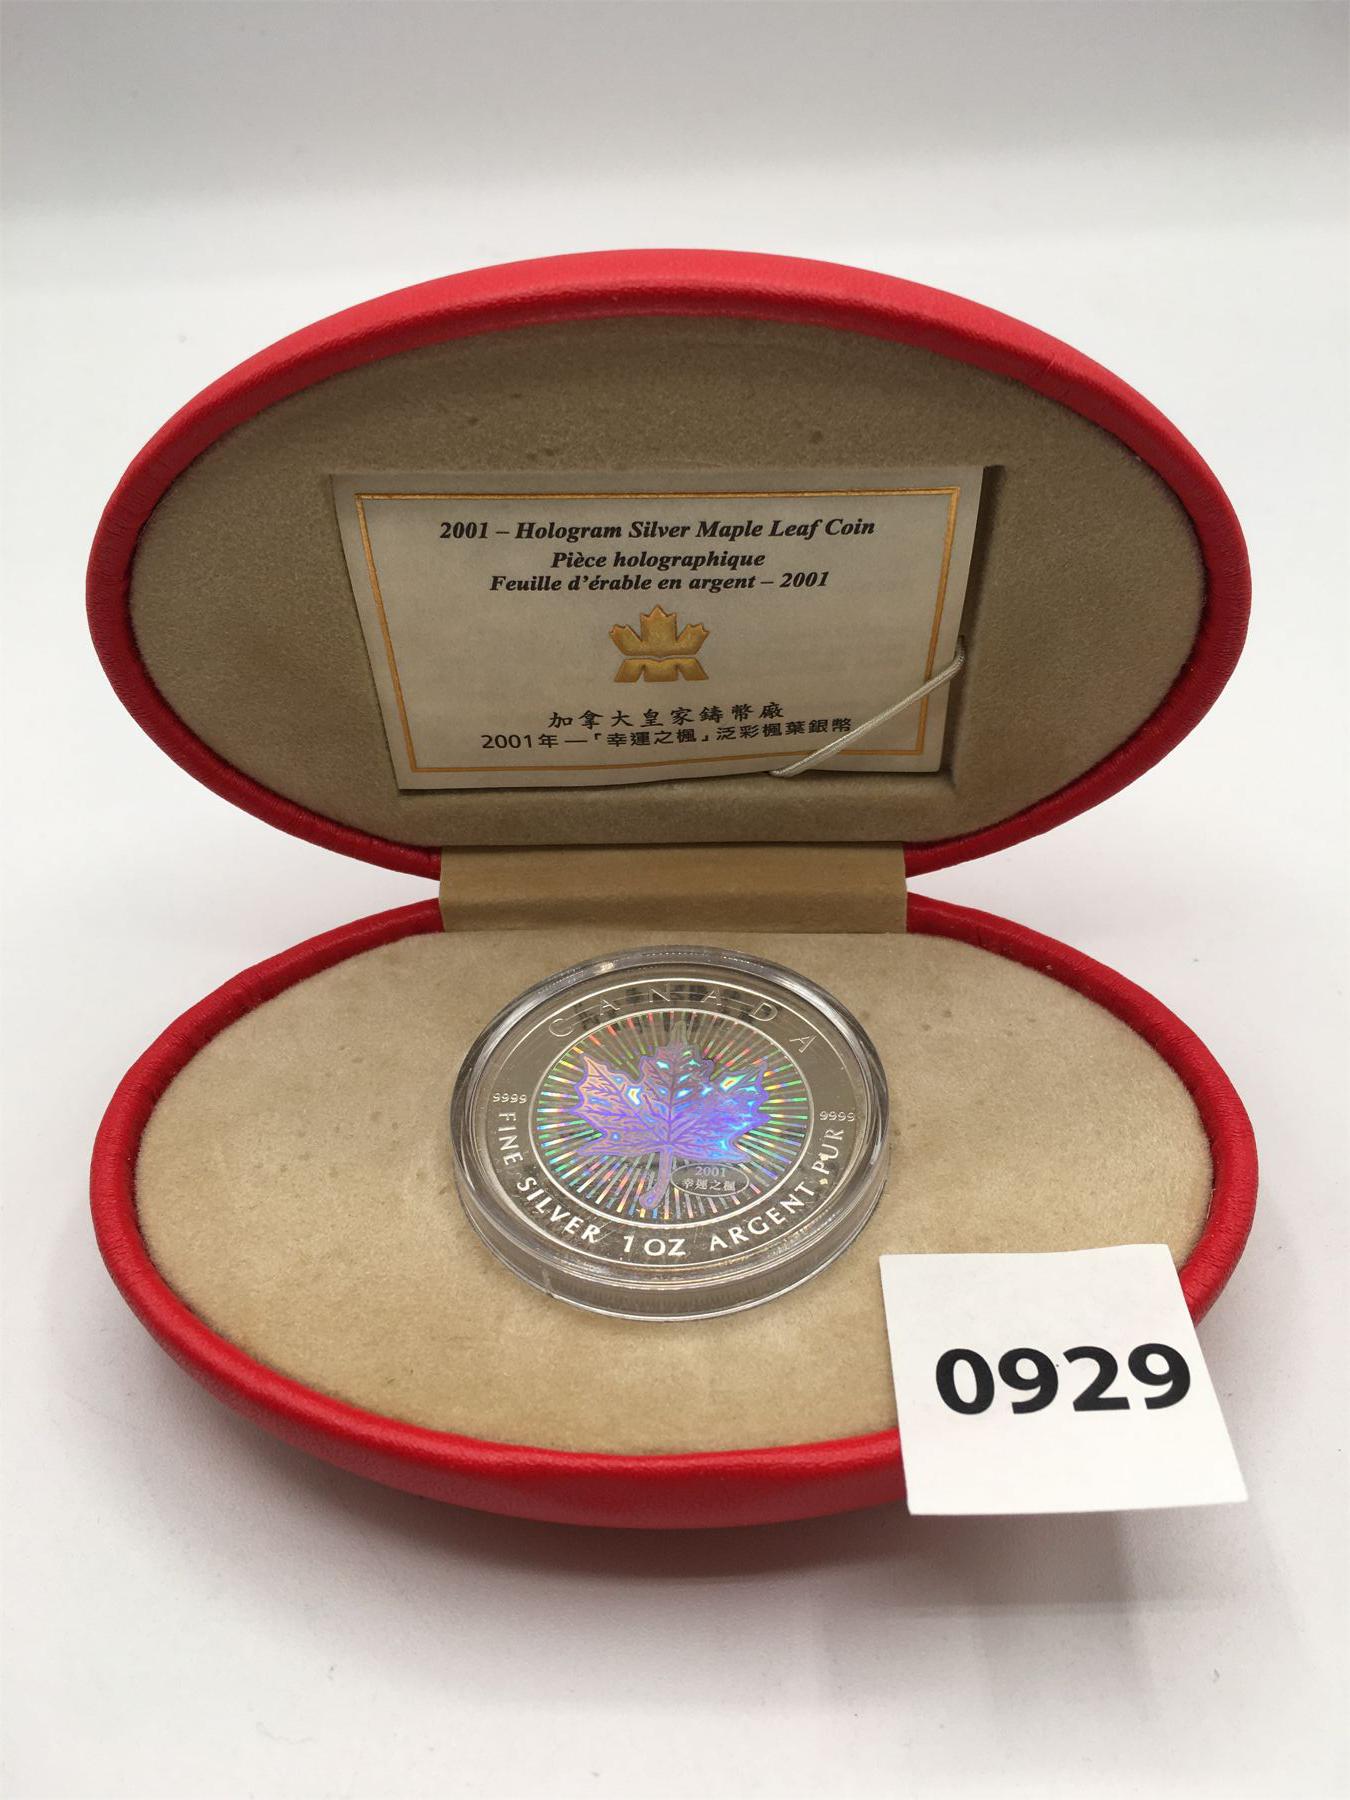 2001 – Hologram Silver Maple Leaf Coin
Pièce holographique
Feuille d'érable en argent – 2001
加拿大皇家鑄幣廠
2001年—「幸運之楓」泛彩楓葉銀幣
CANADA
9999
9999
FINE SILVER 1 OZ ARGENT PUR
2001
幸運之楓
0929